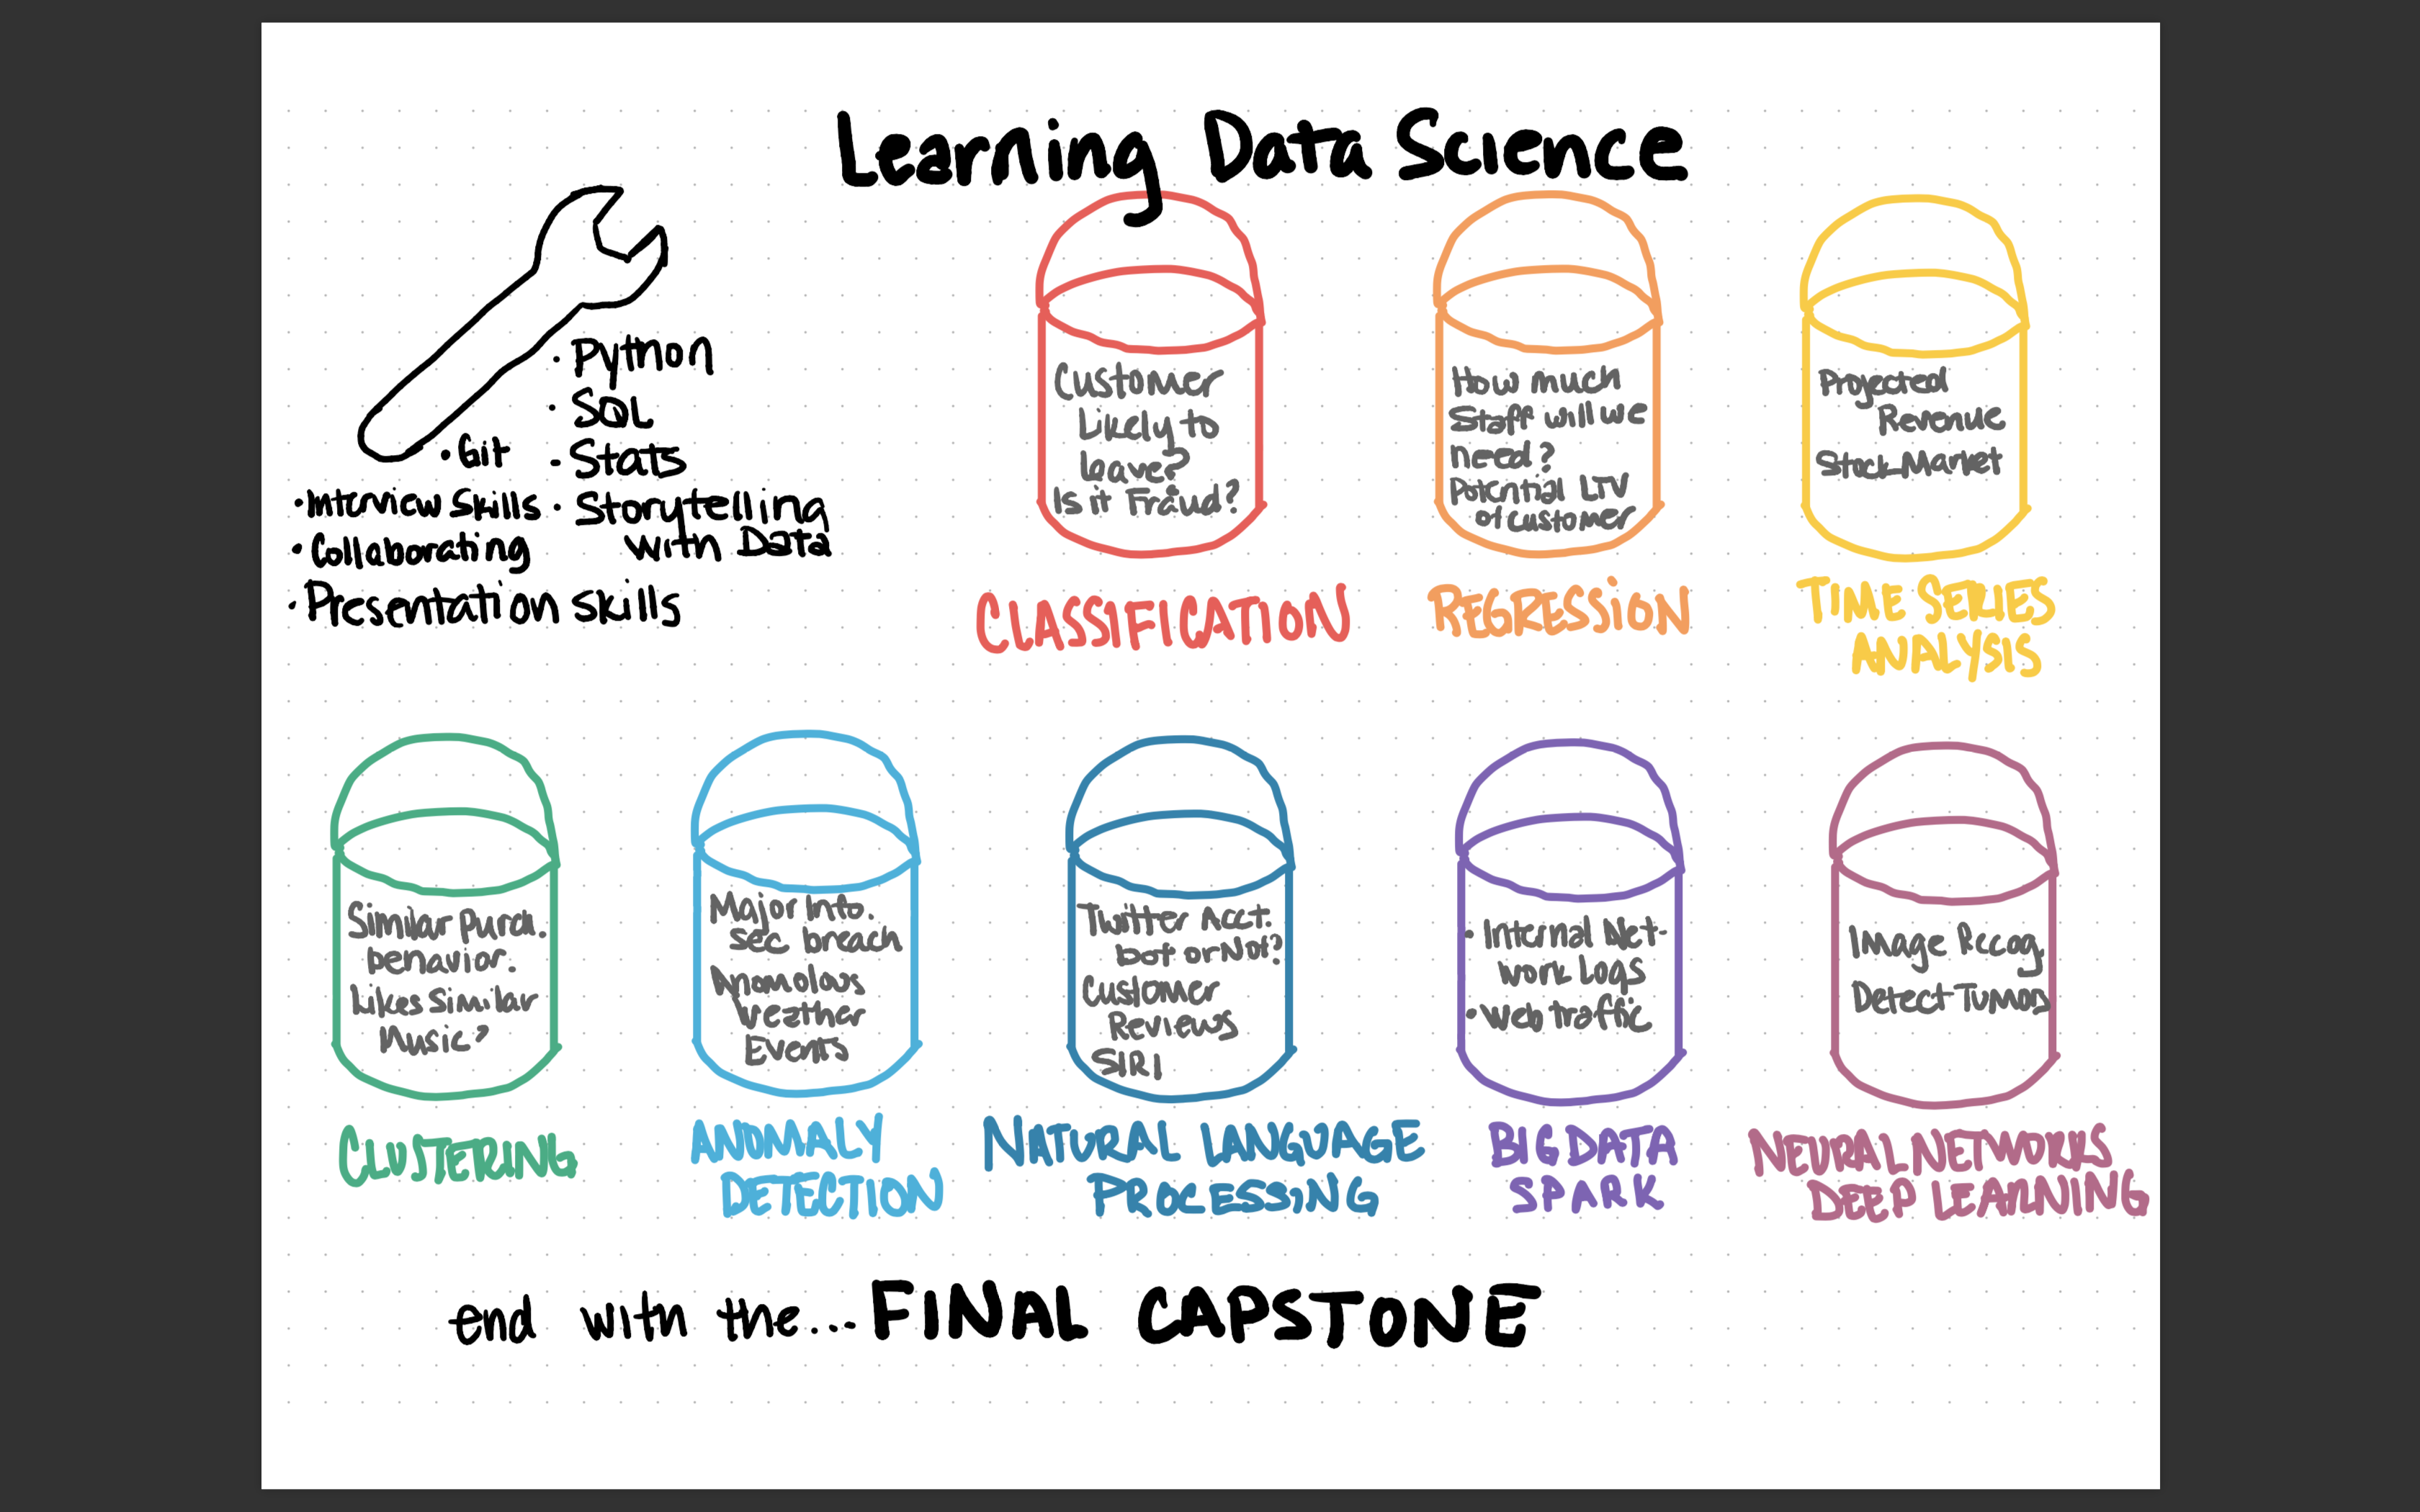 Learning Data Science
• Python
• SQL
• Git
- Stats
• Interview Skills
• Storytelling
with Data
• Collaborating
• Presentation skills
Customer
Likely to
leave?
Is it Fraud?
CLASSIFICATION
How much
Staff will we
need?
Potential LTV
of customer
REGRESSION
Projected
Revenue
Stock Market
TIME SERIES
ANALYSIS
Similar purch.
behavior.
Likes Similar
Music?
CLUSTERING
Major Info.
sec breach
Anomolous
Weather
Events
ANOMALY
DETECTION
Twitter Acct.
bot or Not?
Customer
Reviews
SIRI
NATURAL LANGUAGE
PROCESSING
• Internal Net-
work Logs
• Web traffic
BIG DATA
SPARK
Image Recog
Detect Tumors
NEURAL NETWORKS
DEEP LEARNING
end with the... FINAL CAPSTONE